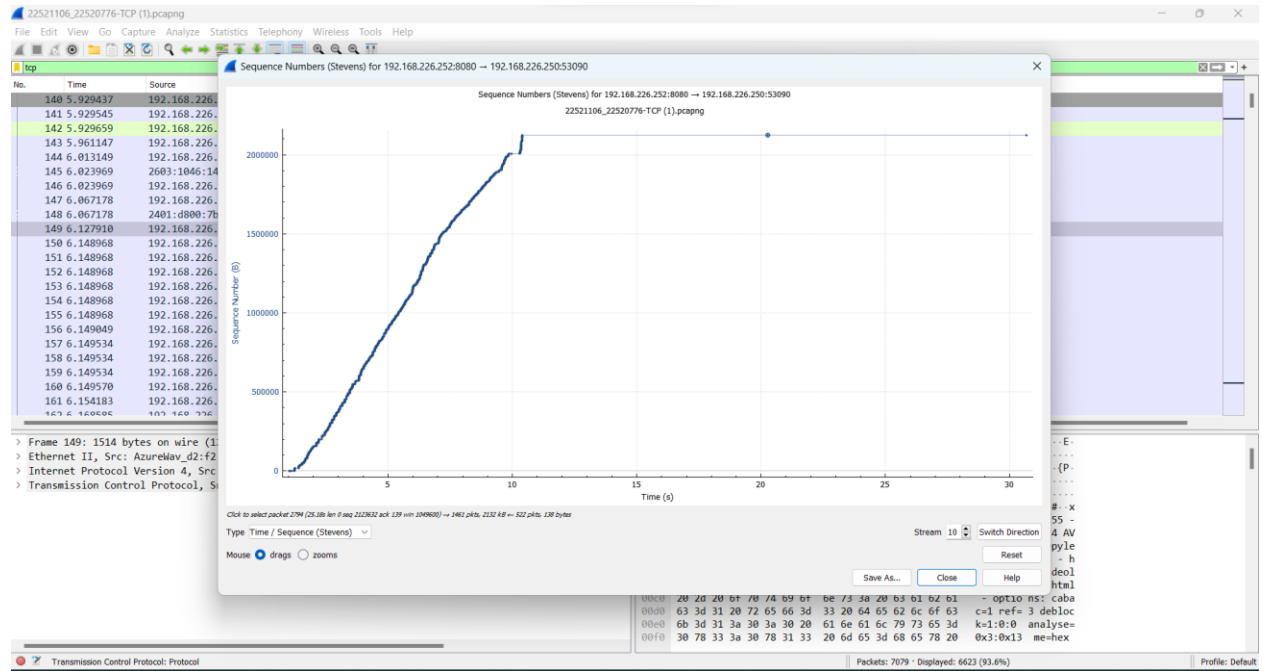 22521106_22520776-TCP (1).pcapng
File Edit View Go Capture Analyze Statistics Telephony Wireless Tools Help
tcp
No. Time Source
140 5.929437 192.168.226.
141 5.929545 192.168.226.
142 5.929659 192.168.226.
143 5.961147 192.168.226.
144 6.013149 192.168.226.
145 6.023969 2603:1046:14
146 6.023969 192.168.226.
147 6.067178 192.168.226.
148 6.067178 2401:d800:7b
149 6.127910 192.168.226.
150 6.148968 192.168.226.
151 6.148968 192.168.226.
152 6.148968 192.168.226.
153 6.148968 192.168.226.
154 6.148968 192.168.226.
155 6.148968 192.168.226.
156 6.149049 192.168.226.
157 6.149534 192.168.226.
158 6.149534 192.168.226.
159 6.149534 192.168.226.
160 6.149570 192.168.226.
161 6.154183 192.168.226.
162 6.168585 192.168.226.
Sequence Numbers (Stevens) for 192.168.226.252:8080 → 192.168.226.250:53090
Sequence Numbers (Stevens) for 192.168.226.252:8080 → 192.168.226.250:53090
22521106_22520776-TCP (1).pcapng
Sequence Number (B)
2000000
1500000
1000000
500000
0
5 10 15 20 25 30
Time (s)
Click to select packet 2794 (25.18s len 0 seq 2123632 ack 139 win 1049600) → 1461 pkts, 2132 kB ← 522 pkts, 138 bytes
Type Time / Sequence (Stevens)
Stream 10 Switch Direction
Mouse drags zooms
Reset
Save As... Close Help
> Frame 149: 1514 bytes on wire (1
> Ethernet II, Src: AzureWav_d2:f2
> Internet Protocol Version 4, Src
> Transmission Control Protocol, S
··E·
····
·{P·
····
#··x
55 -
4 AV
pyle
- h
deol
html
00c0 20 2d 20 6f 70 74 69 6f 6e 73 3a 20 63 61 62 61 - optio ns: caba
00d0 63 3d 31 20 72 65 66 3d 33 20 64 65 62 6c 6f 63 c=1 ref= 3 debloc
00e0 6b 3d 31 3a 30 3a 30 20 61 6e 61 6c 79 73 65 3d k=1:0:0 analyse=
00f0 30 78 33 3a 30 78 31 33 20 6d 65 3d 68 65 78 20 0x3:0x13 me=hex
Transmission Control Protocol: Protocol
Packets: 7079 · Displayed: 6623 (93.6%)
Profile: Default